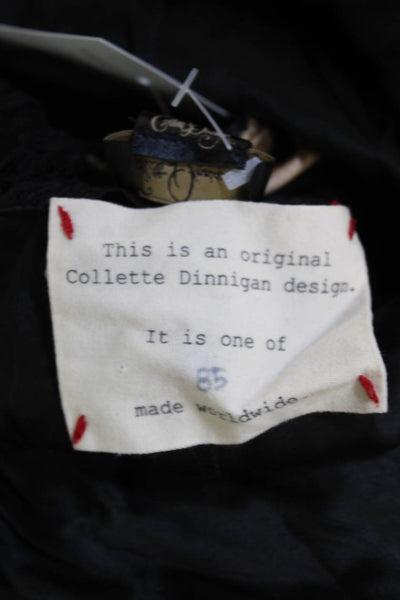 This is an original
Collette Dinnigan design.
It is one of
85
made worldwide.